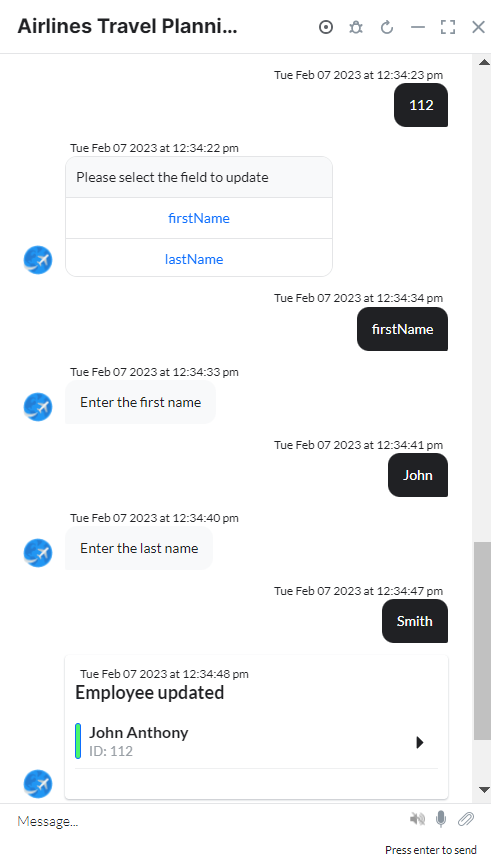 Airlines Travel Planni...
Tue Feb 07 2023 at 12:34:23 pm
112
Tue Feb 07 2023 at 12:34:22 pm
Please select the field to update
firstName
lastName
Tue Feb 07 2023 at 12:34:34 pm
firstName
Tue Feb 07 2023 at 12:34:33 pm
Enter the first name
Tue Feb 07 2023 at 12:34:41 pm
John
Tue Feb 07 2023 at 12:34:40 pm
Enter the last name
Tue Feb 07 2023 at 12:34:47 pm
Smith
Tue Feb 07 2023 at 12:34:48 pm
Employee updated
John Anthony
ID: 112
Message...
Press enter to send